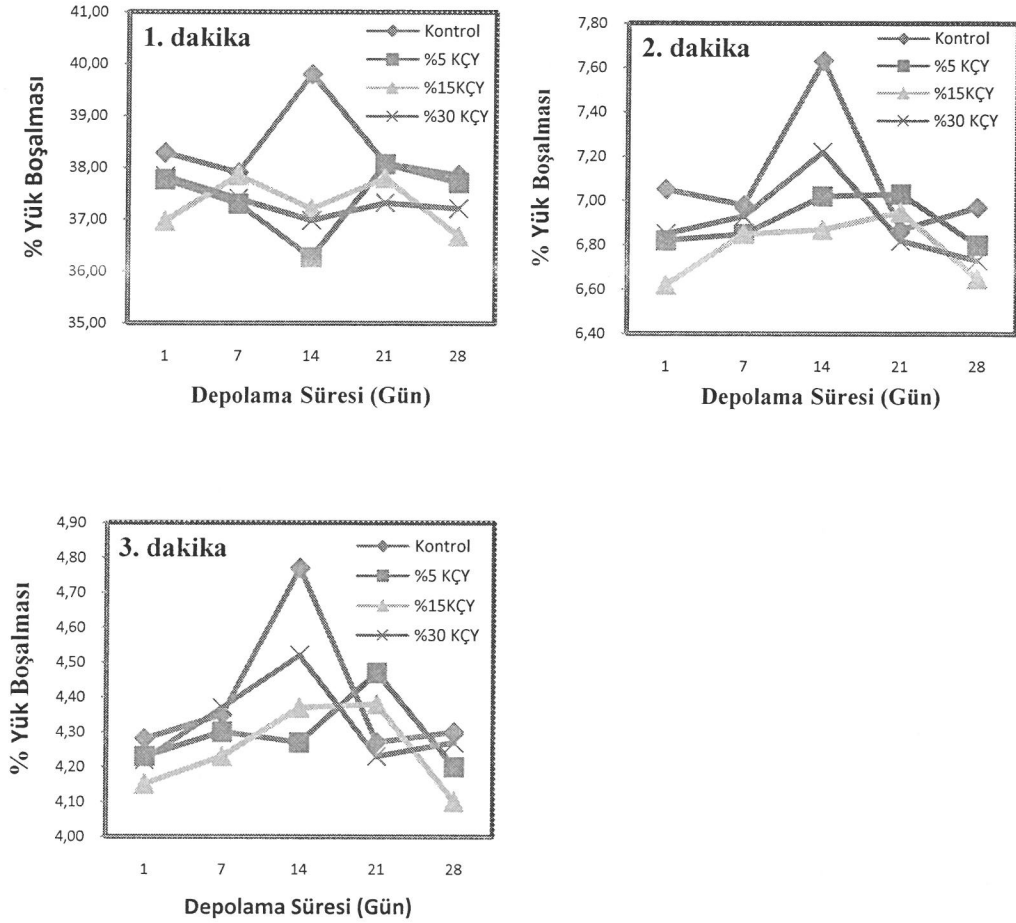 1. dakika
Kontrol
%5 KÇY
%15KÇY
%30 KÇY
% Yük Boşalması
41,00
40,00
39,00
38,00
37,00
36,00
35,00
1 7 14 21 28
Depolama Süresi (Gün)
2. dakika
Kontrol
%5 KÇY
%15KÇY
%30 KÇY
% Yük Boşalması
7,80
7,60
7,40
7,20
7,00
6,80
6,60
6,40
1 7 14 21 28
Depolama Süresi (Gün)
3. dakika
Kontrol
%5 KÇY
%15KÇY
%30 KÇY
% Yük Boşalması
4,90
4,80
4,70
4,60
4,50
4,40
4,30
4,20
4,10
4,00
1 7 14 21 28
Depolama Süresi (Gün)